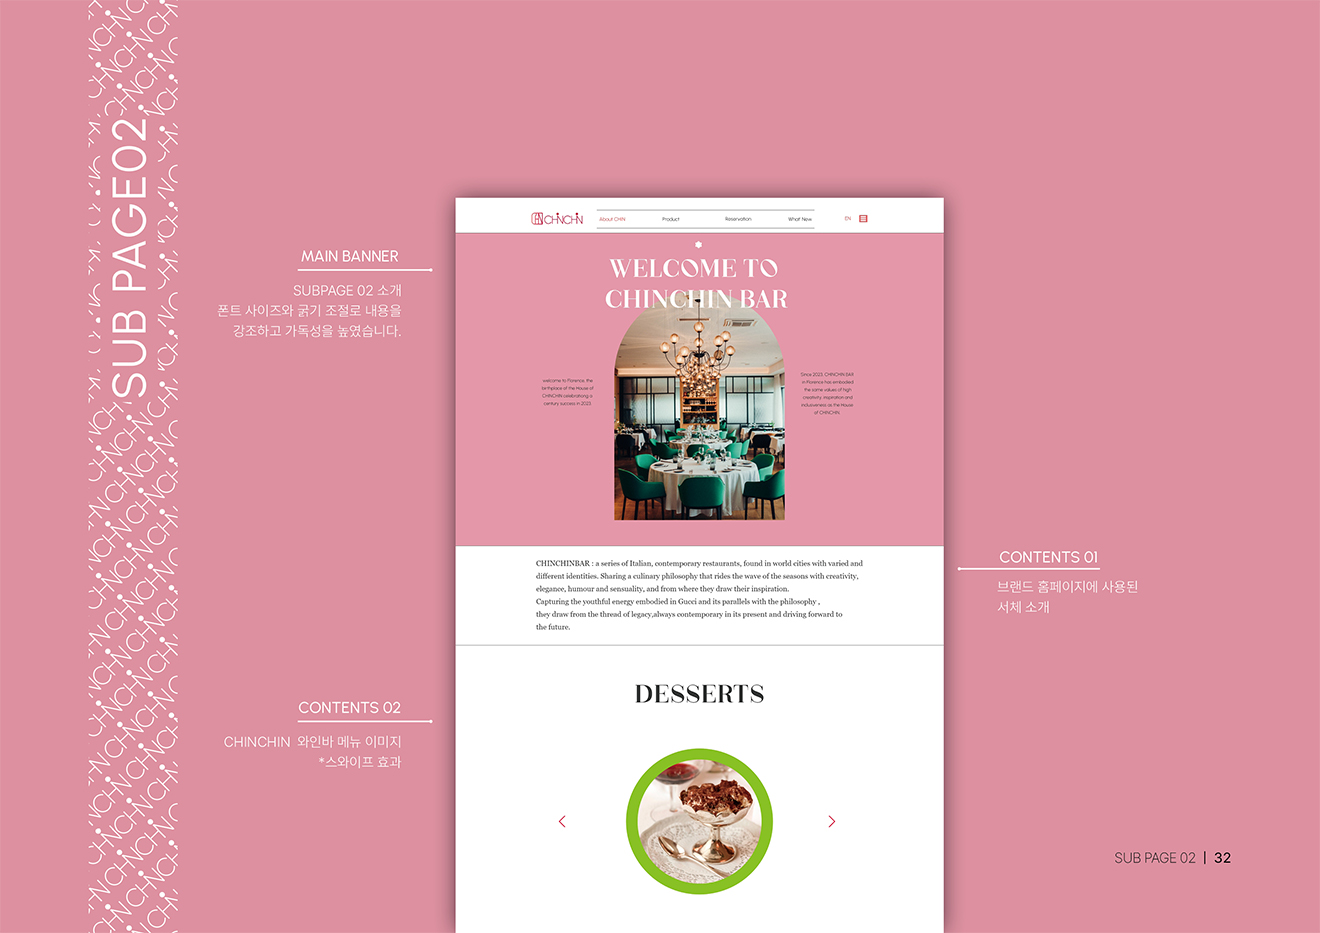 SUB PAGE02
MAIN BANNER
SUBPAGE 02 소개
폰트 사이즈와 굵기 조절로 내용을
강조하고 가독성을 높였습니다.
CHINCHIN
About CHIN
Product
Reservation
What New
EN
WELCOME TO
CHINCHIN BAR
welcome to Florence, the
birthplace of the House of
CHINCHIN celebrationg a
century success in 2023.
Since 2023, CHINCHIN BAR
in Florence has embodied
the same values of high
creativity, inspiration and
inclusiveness as the House
of CHINCHIN.
CHINCHINBAR : a series of Italian, contemporary restaurants, found in world cities with varied and
different identities. Sharing a culinary philosophy that rides the wave of the seasons with creativity,
elegance, humour and sensuality, and from where they draw their inspiration.
Capturing the youthful energy embodied in Gucci and its parallels with the philosophy ,
they draw from the thread of legacy,always contemporary in its present and driving forward to
the future.
CONTENTS 01
브랜드 홈페이지에 사용된
서체 소개
DESSERTS
CONTENTS 02
CHINCHIN 와인바 메뉴 이미지
*스와이프 효과
SUB PAGE 02 | 32